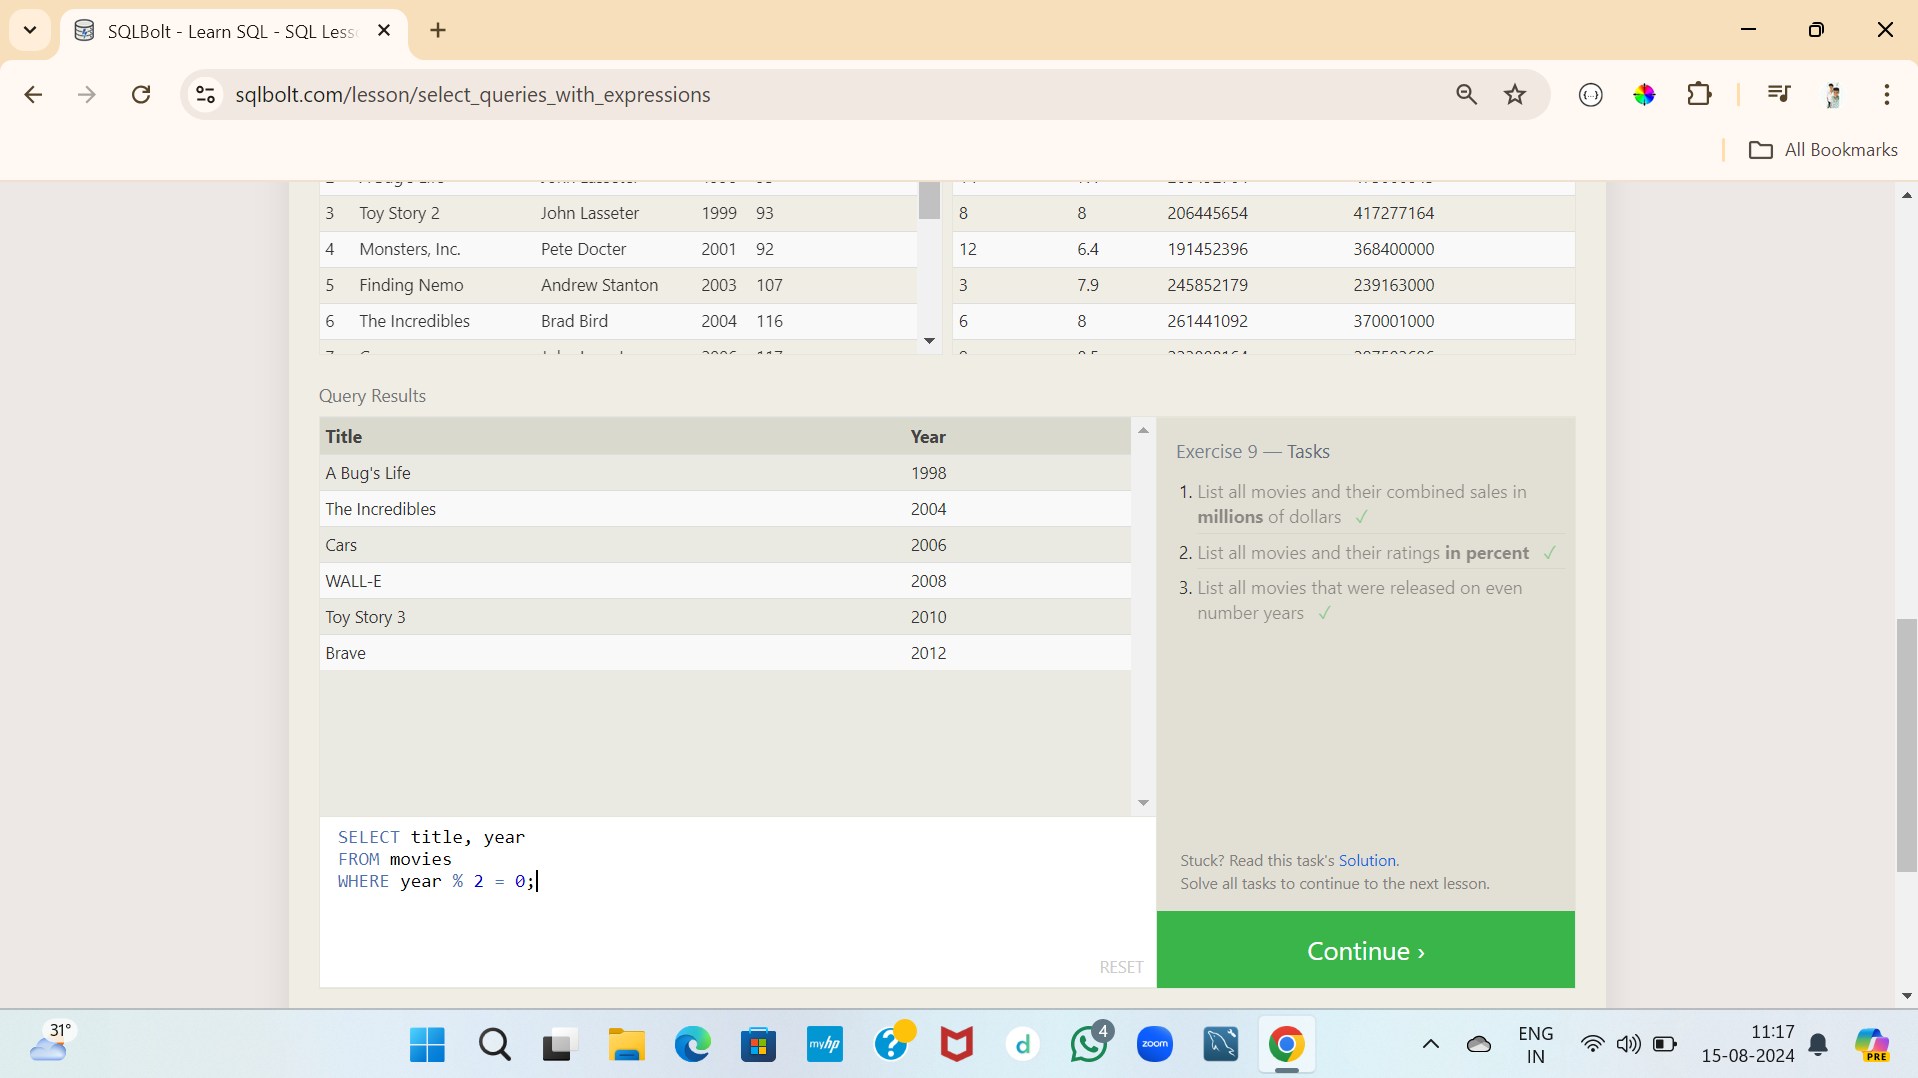 SQLBolt - Learn SQL - SQL Less
sqlbolt.com/lesson/select_queries_with_expressions
All Bookmarks
3 Toy Story 2 John Lasseter 1999 93
4 Monsters, Inc. Pete Docter 2001 92
5 Finding Nemo Andrew Stanton 2003 107
6 The Incredibles Brad Bird 2004 116
8 8 206445654 417277164
12 6.4 191452396 368400000
3 7.9 245852179 239163000
6 8 261441092 370001000
Query Results
Title Year
A Bug's Life 1998
The Incredibles 2004
Cars 2006
WALL-E 2008
Toy Story 3 2010
Brave 2012
SELECT title, year
FROM movies
WHERE year % 2 = 0;
RESET
Exercise 9 — Tasks
1. List all movies and their combined sales in
millions of dollars ✓
2. List all movies and their ratings in percent ✓
3. List all movies that were released on even
number years ✓
Stuck? Read this task's Solution.
Solve all tasks to continue to the next lesson.
Continue ›
31°
myhp
?
d
4
zoom
ENG
IN
11:17
15-08-2024
PRE